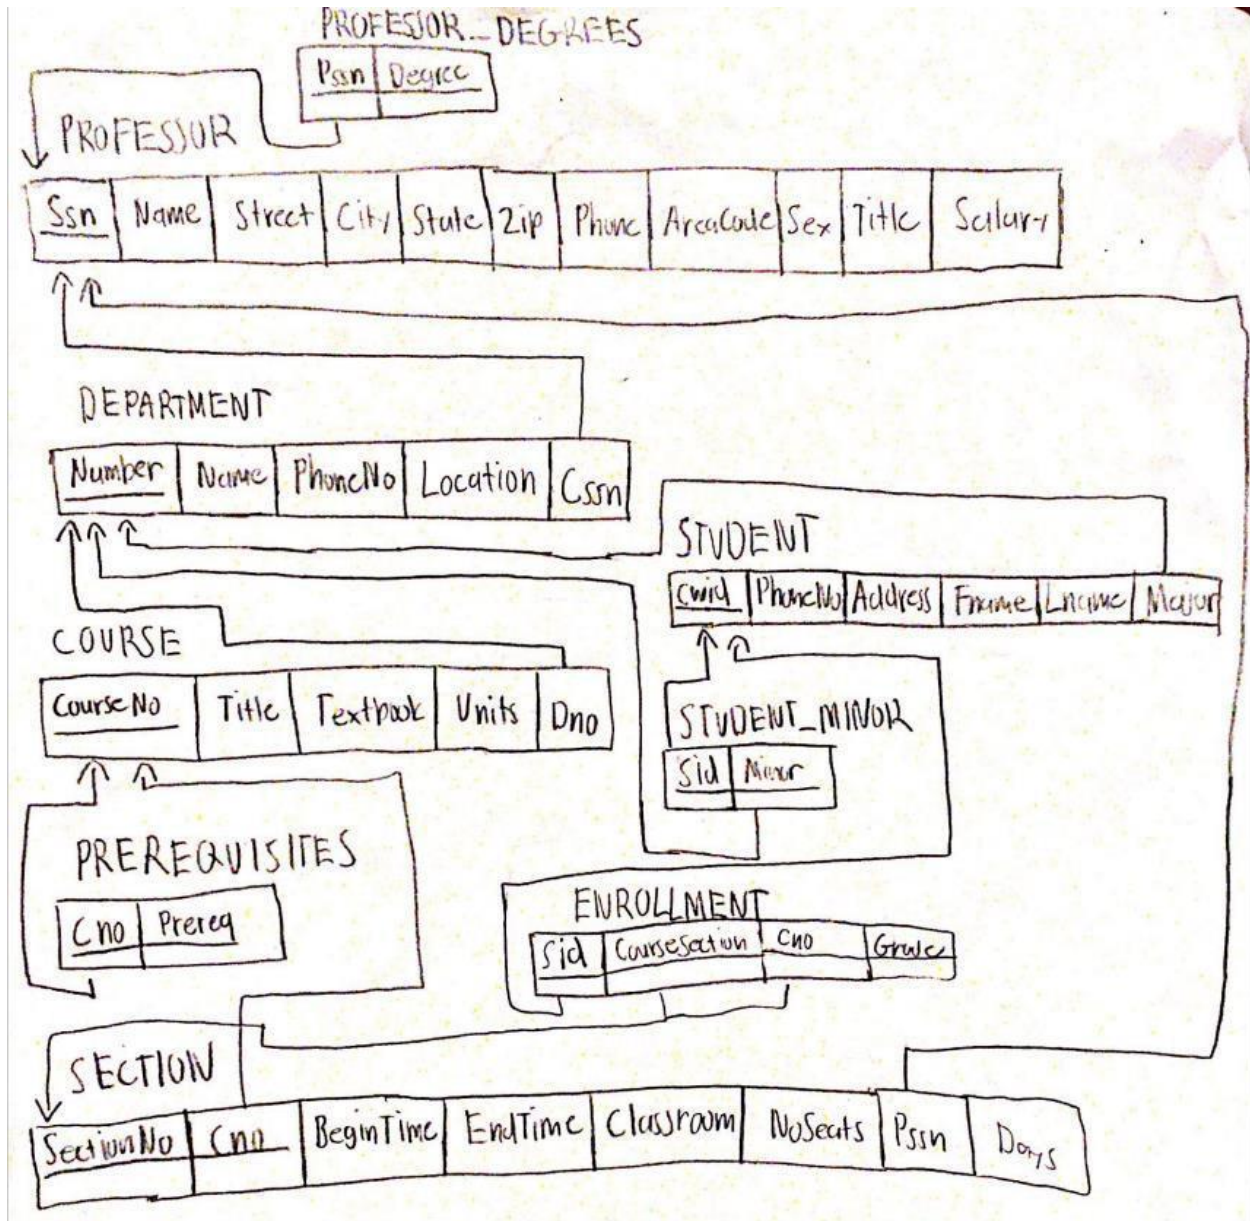 PROFESSOR_DEGREES
Pssn Degree
PROFESSOR
Ssn Name Street City State Zip Phone AreaCode Sex Title Salary
DEPARTMENT
Number Name PhoneNo Location Cssn
STUDENT
cwid PhoneNo Address Fname Lname Major
COURSE
CourseNo Title Textbook Units Dno
STUDENT_MINOR
Sid Minor
PREREQUISITES
Cno Prereq
ENROLLMENT
Sid CourseSection Cno Grade
SECTION
SectionNo Cno BeginTime EndTime Classroom NoSeats Pssn Days